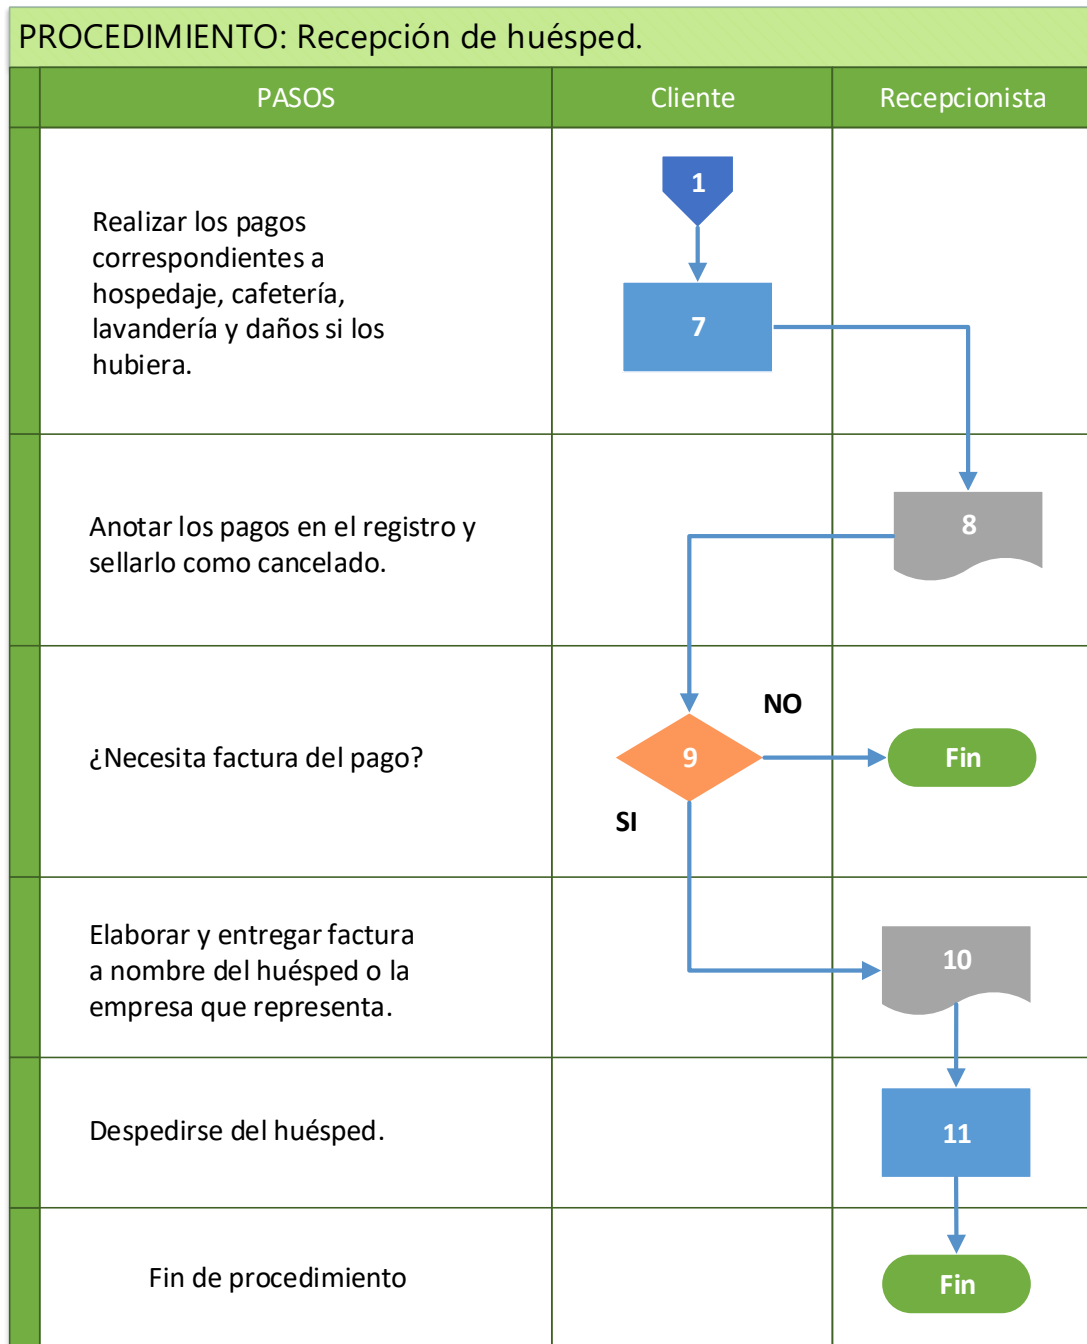 PROCEDIMIENTO: Recepción de huésped.
PASOS
Cliente
Recepcionista
Realizar los pagos
correspondientes a
hospedaje, cafetería,
lavandería y daños si los
hubiera.
1
7
Anotar los pagos en el registro y
sellarlo como cancelado.
8
¿Necesita factura del pago?
9
NO
Fin
SI
Elaborar y entregar factura
a nombre del huésped o la
empresa que representa.
10
Despedirse del huésped.
11
Fin de procedimiento
Fin